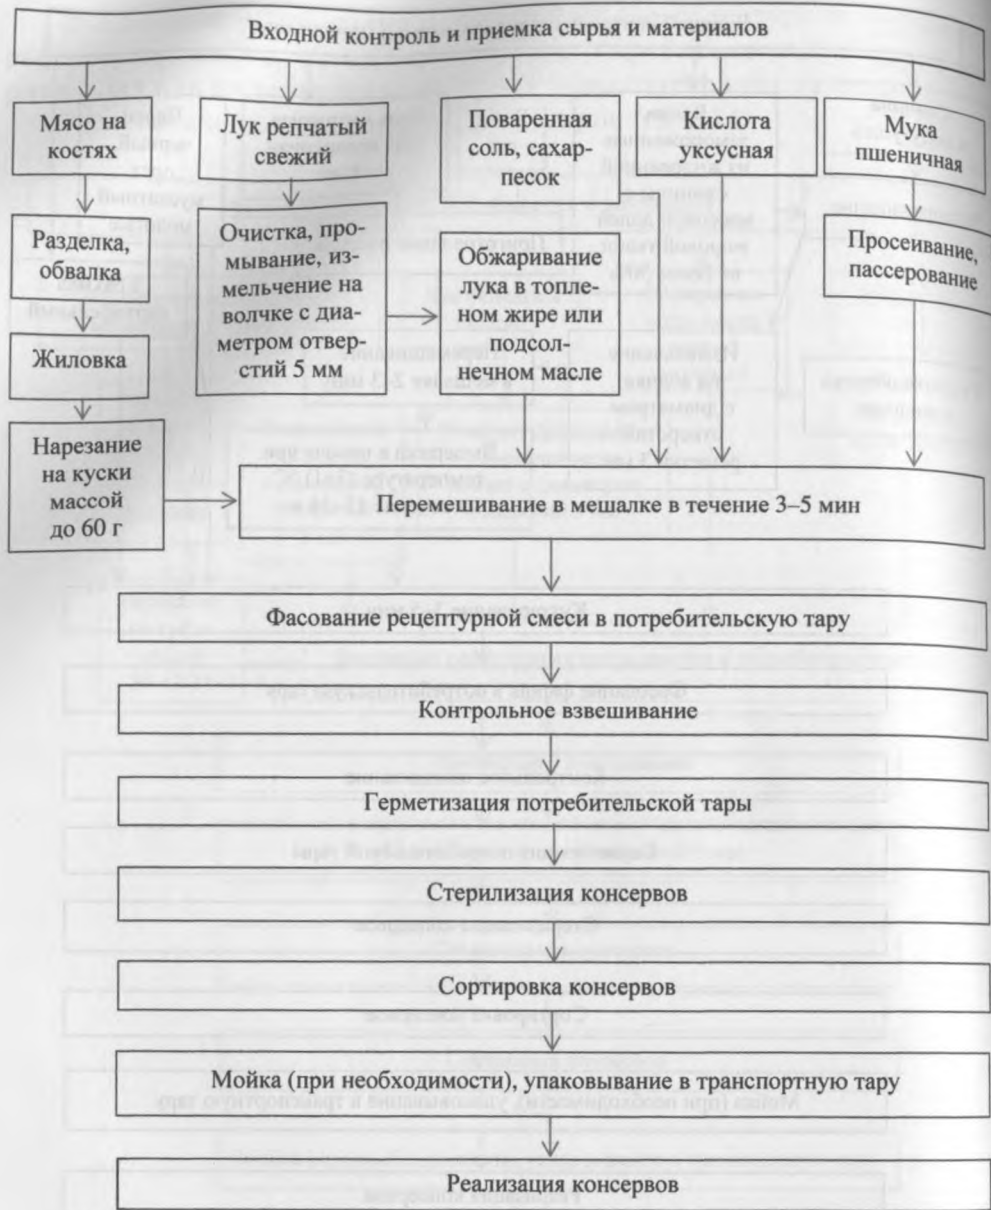 Входной контроль и приемка сырья и материалов
Мясо на
костях
Лук репчатый
свежий
Поваренная
соль, сахар-
песок
Кислота
уксусная
Мука
пшеничная
Разделка,
обвалка
Очистка, про-
мывание, из-
мельчение на
волчке с диа-
метром отвер-
стий 5 мм
Обжаривание
лука в топле-
ном жире или
подсол-
нечном масле
Просеивание,
пассерование
Жиловка
Нарезание
на куски
массой
до 60 г
Перемешивание в мешалке в течение 3–5 мин
Фасование рецептурной смеси в потребительскую тару
Контрольное взвешивание
Герметизация потребительской тары
Стерилизация консервов
Сортировка консервов
Мойка (при необходимости), упаковывание в транспортную тару
Реализация консервов